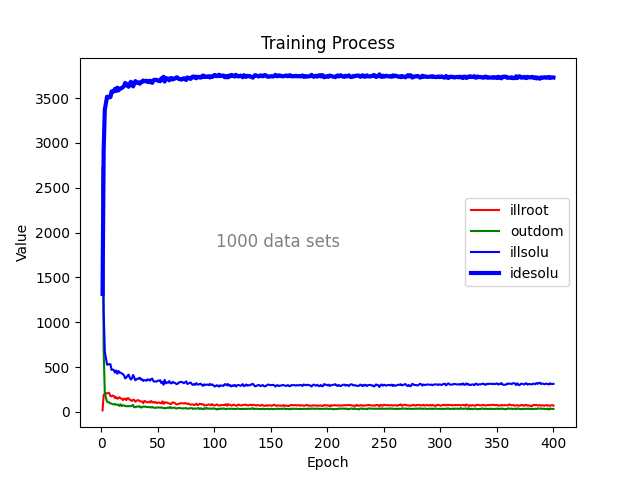 Training Process
Value
3500
3000
2500
2000
1500
1000
500
0
1000 data sets
illroot
outdom
illsolu
idesolu
0 50 100 150 200 250 300 350 400
Epoch